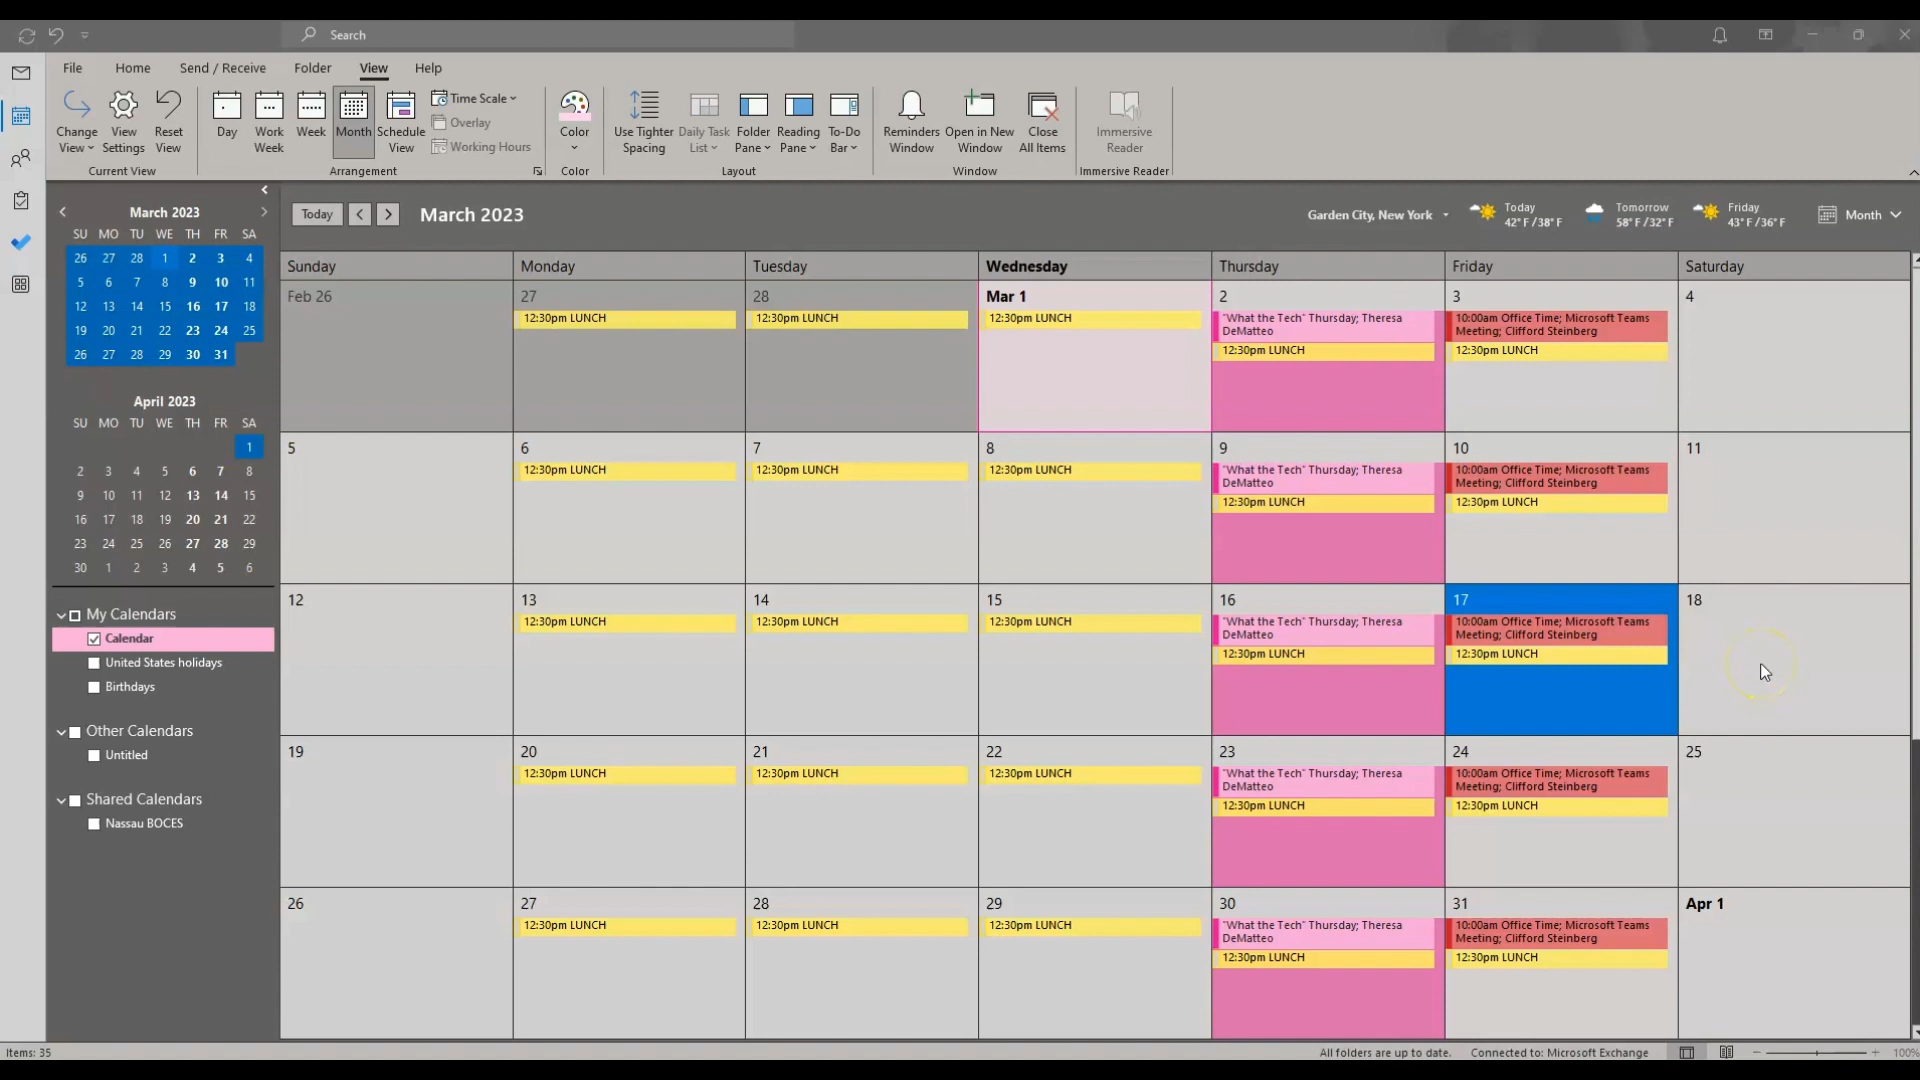 Search
File Home Send / Receive Folder View Help
Change View
View Settings
Reset View
Current View
Day
Work Week
Week
Month
Schedule View
Time Scale
Overlay
Working Hours
Arrangement
Color
Color
Use Tighter Spacing
Daily Task List
Folder Pane
Reading Pane
To-Do Bar
Layout
Reminders Window
Open in New Window
Close All Items
Window
Immersive Reader
Immersive Reader
March 2023
SU MO TU WE TH FR SA
26 27 28 1 2 3 4
5 6 7 8 9 10 11
12 13 14 15 16 17 18
19 20 21 22 23 24 25
26 27 28 29 30 31
April 2023
SU MO TU WE TH FR SA
1
2 3 4 5 6 7 8
9 10 11 12 13 14 15
16 17 18 19 20 21 22
23 24 25 26 27 28 29
30 1 2 3 4 5 6
My Calendars
Calendar
United States holidays
Birthdays
Other Calendars
Untitled
Shared Calendars
Nassau BOCES
Today
March 2023
Garden City, New York
Today
42° F /38° F
Tomorrow
58° F /32° F
Friday
43° F /36° F
Month
Sunday Monday Tuesday Wednesday Thursday Friday Saturday
Feb 26
27
12:30pm LUNCH
28
12:30pm LUNCH
Mar 1
12:30pm LUNCH
2
"What the Tech" Thursday; Theresa
DeMatteo
12:30pm LUNCH
3
10:00am Office Time; Microsoft Teams
Meeting; Clifford Steinberg
12:30pm LUNCH
4
5
6
12:30pm LUNCH
7
12:30pm LUNCH
8
12:30pm LUNCH
9
"What the Tech" Thursday; Theresa
DeMatteo
12:30pm LUNCH
10
10:00am Office Time; Microsoft Teams
Meeting; Clifford Steinberg
12:30pm LUNCH
11
12
13
12:30pm LUNCH
14
12:30pm LUNCH
15
12:30pm LUNCH
16
"What the Tech" Thursday; Theresa
DeMatteo
12:30pm LUNCH
17
10:00am Office Time; Microsoft Teams
Meeting; Clifford Steinberg
12:30pm LUNCH
18
19
20
12:30pm LUNCH
21
12:30pm LUNCH
22
12:30pm LUNCH
23
"What the Tech" Thursday; Theresa
DeMatteo
12:30pm LUNCH
24
10:00am Office Time; Microsoft Teams
Meeting; Clifford Steinberg
12:30pm LUNCH
25
26
27
12:30pm LUNCH
28
12:30pm LUNCH
29
12:30pm LUNCH
30
"What the Tech" Thursday; Theresa
DeMatteo
12:30pm LUNCH
31
10:00am Office Time; Microsoft Teams
Meeting; Clifford Steinberg
12:30pm LUNCH
Apr 1
Items: 35
All folders are up to date. Connected to: Microsoft Exchange
100%